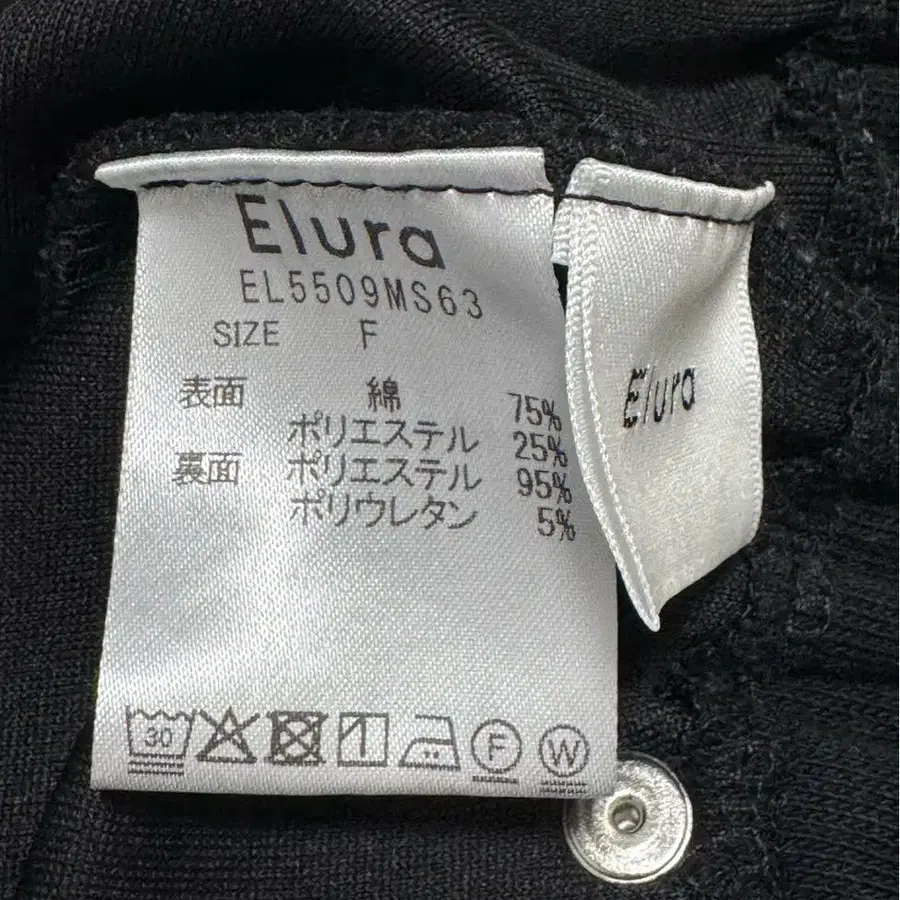 Elura
EL5509MS63
SIZE F
表面 綿 75%
ポリエステル 25%
裏面 ポリエステル 95%
ポリウレタン 5%
30 F W
Elura